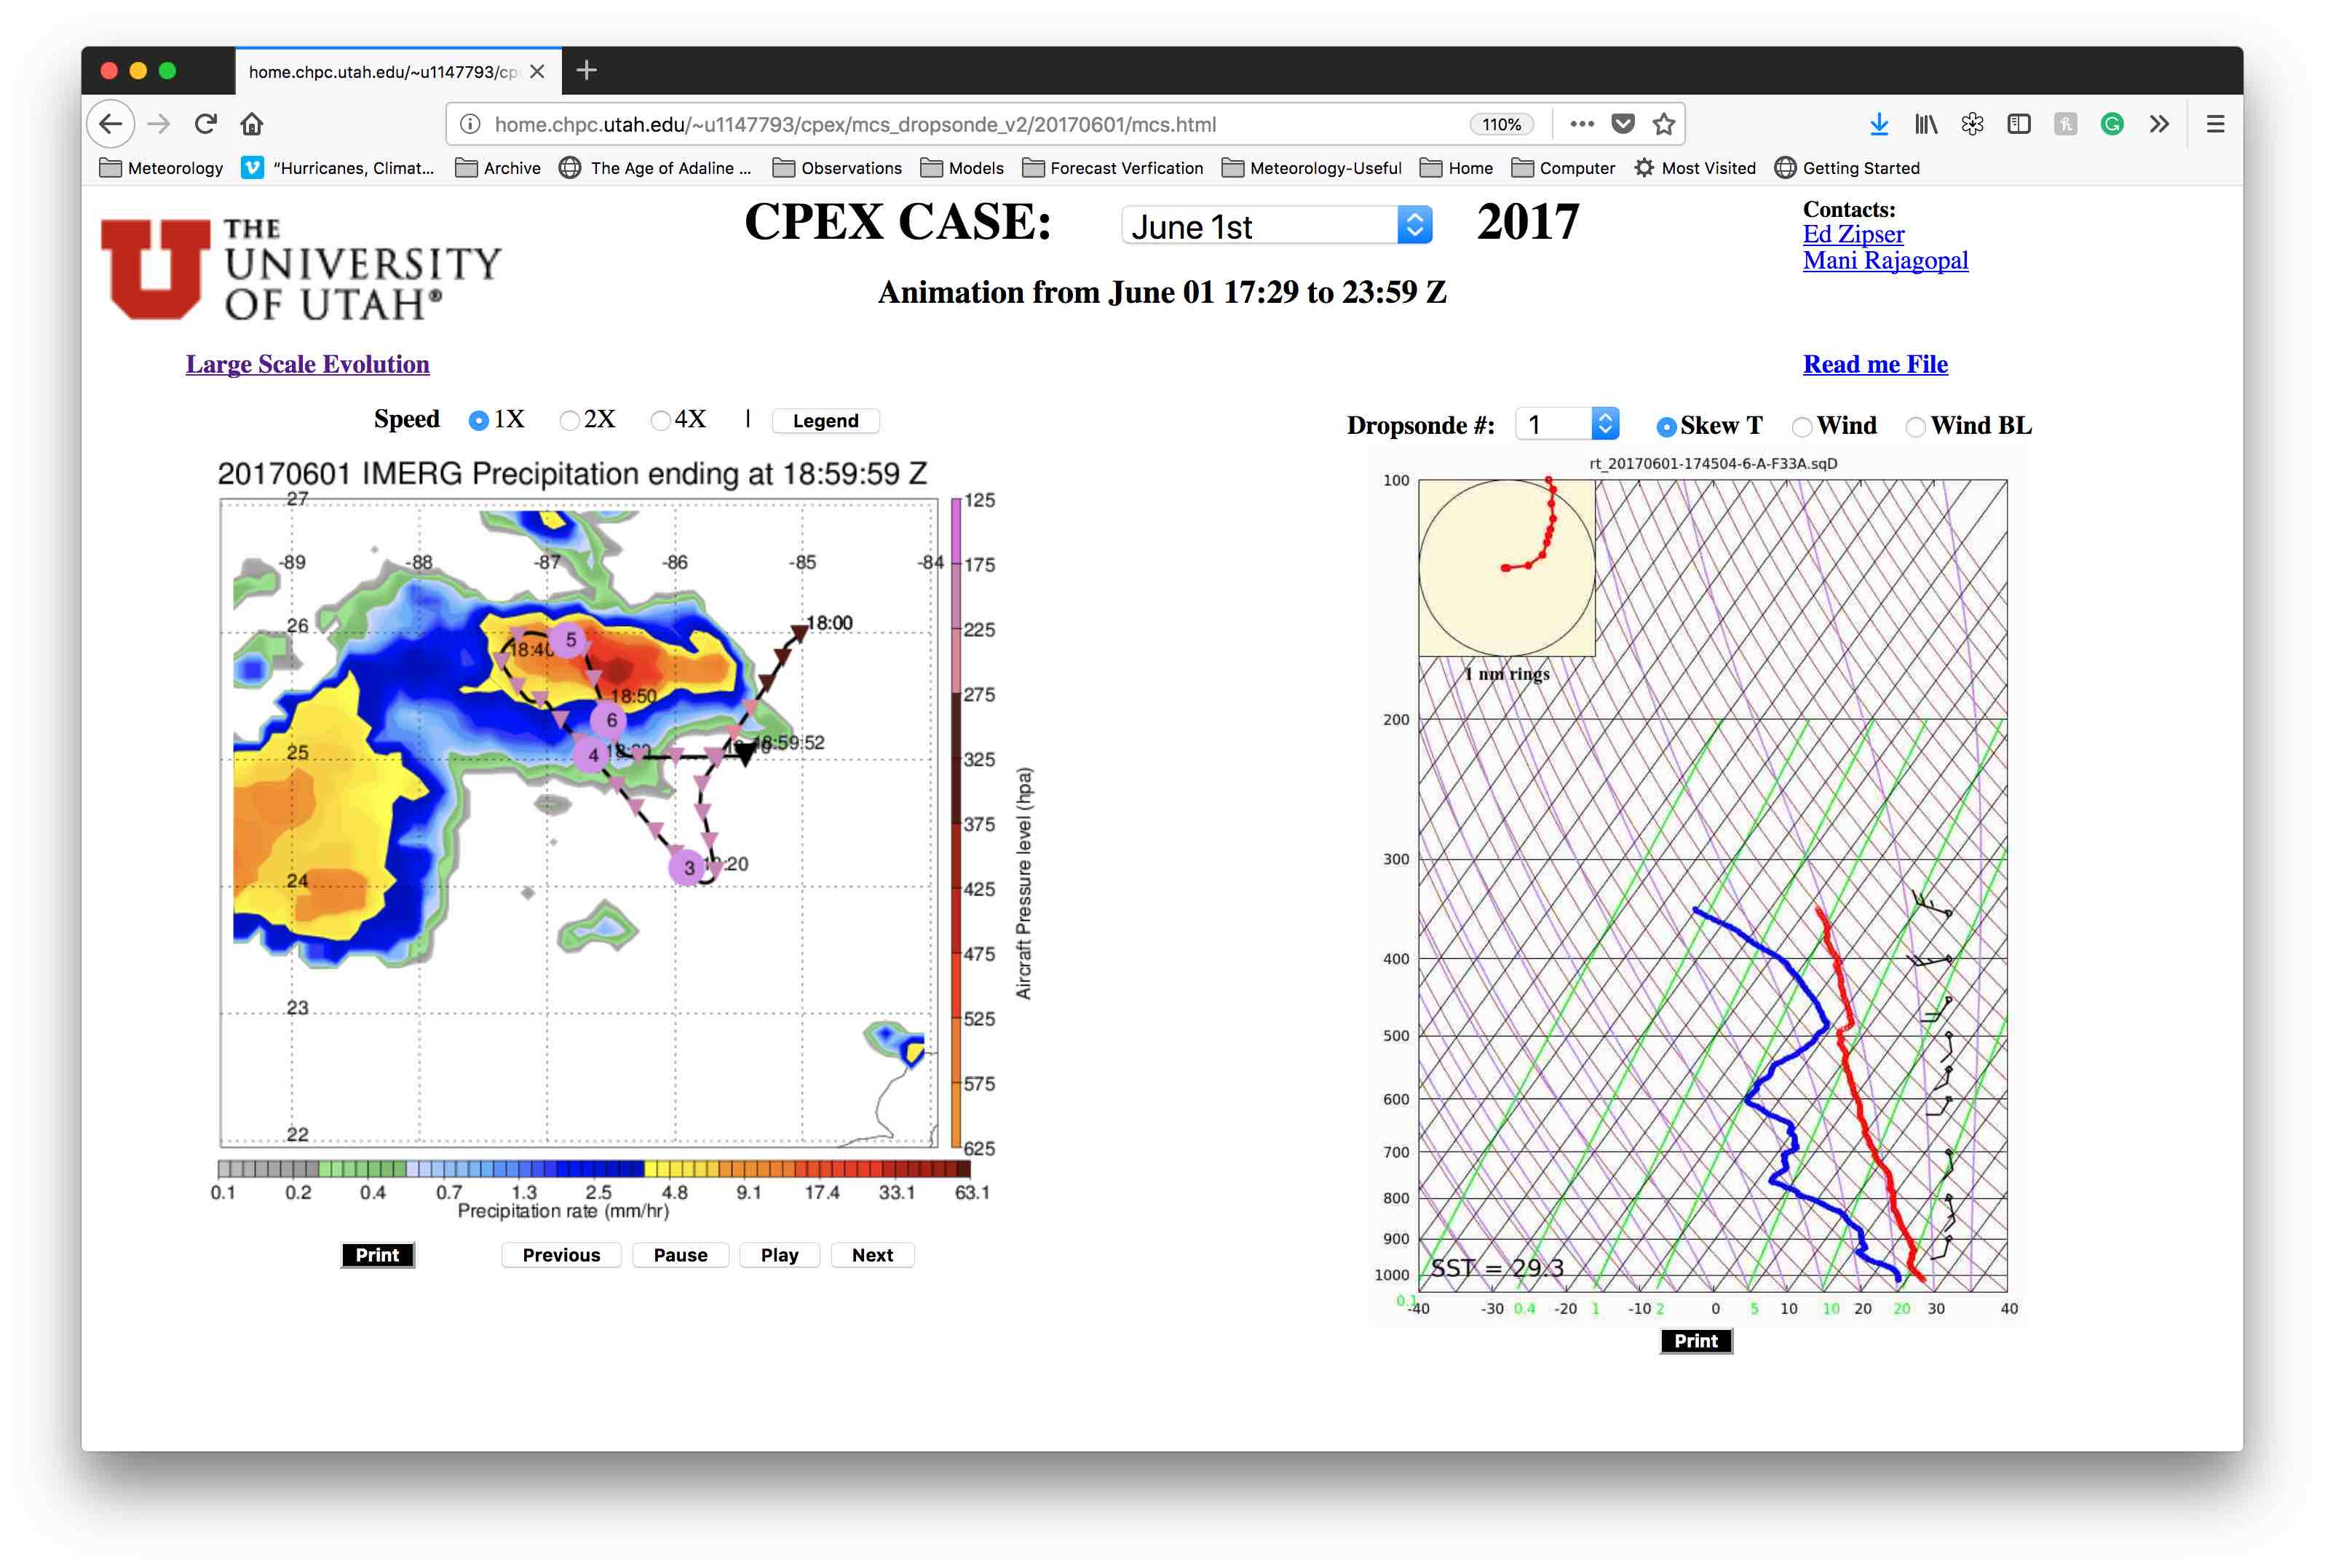 home.chpc.utah.edu/~u1147793/cp
home.chpc.utah.edu/~u1147793/cpex/mcs_dropsonde_v2/20170601/mcs.html
110%
Meteorology
"Hurricanes, Climat...
Archive
The Age of Adaline ...
Observations
Models
Forecast Verfication
Meteorology-Useful
Home
Computer
Most Visited
Getting Started
THE
UNIVERSITY
OF UTAH®
CPEX CASE: June 1st 2017
Animation from June 01 17:29 to 23:59 Z
Contacts:
Ed Zipser
Mani Rajagopal
Large Scale Evolution
Read me File
Speed 1X 2X 4X | Legend
20170601 IMERG Precipitation ending at 18:59:59 Z
27
-89 -88 -87 -86 -85 -84
26
25
24
23
22
18:00
18:40
5
18:50
6
4
18:59:52
3
125
175
225
275
325
375
425
475
525
575
625
Aircraft Pressure level (hpa)
0.1 0.2 0.4 0.7 1.3 2.5 4.8 9.1 17.4 33.1 63.1
Precipitation rate (mm/hr)
Print Previous Pause Play Next
Dropsonde #: 1 Skew T Wind Wind BL
rt_20170601-174504-6-A-F33A.sqD
1 nm rings
100
200
300
400
500
600
700
800
900
1000
SST = 29.3
0.1
-40 -30 0.4 -20 1 -10 2 0 5 10 10 20 20 30 40
Print